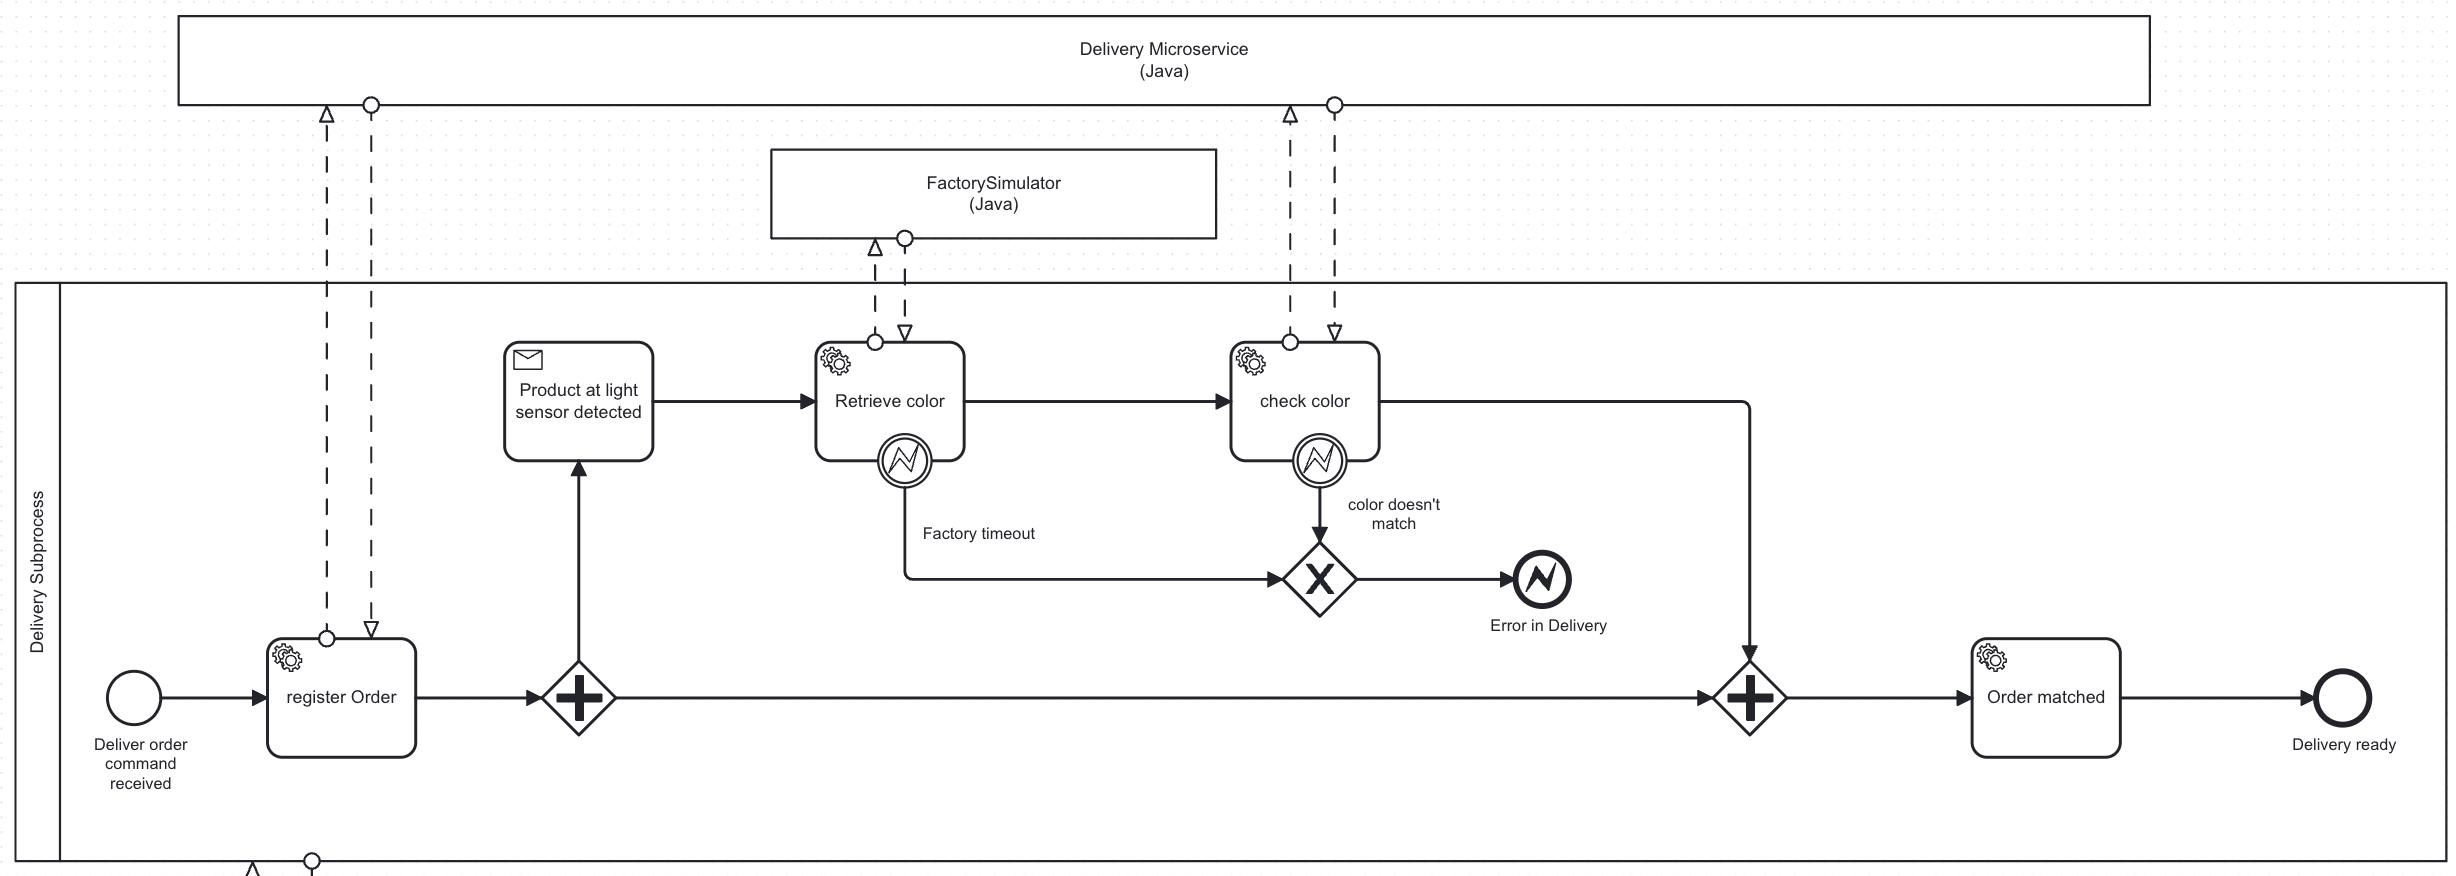 Delivery Microservice
(Java)
FactorySimulator
(Java)
Delivery Subprocess
Product at light
sensor detected
Retrieve color
check color
color doesn't
match
Factory timeout
Error in Delivery
register Order
Order matched
Deliver order
command
received
Delivery ready